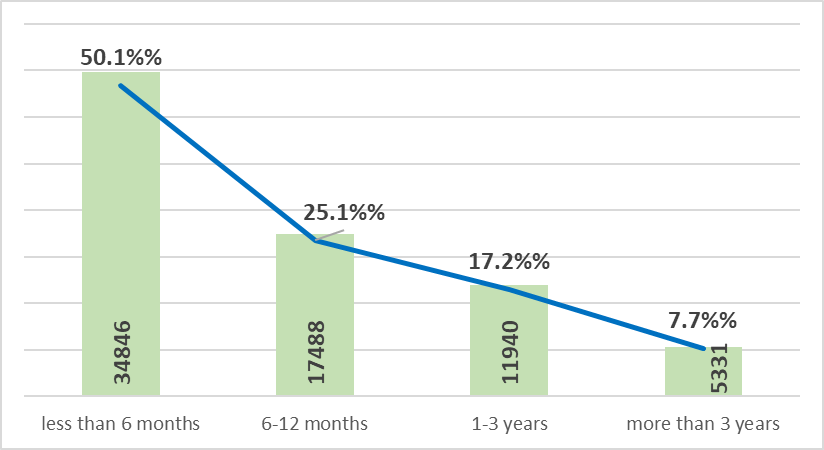 50.1%%
25.1%%
17.2%%
7.7%%
34846
17488
11940
5331
less than 6 months
6-12 months
1-3 years
more than 3 years